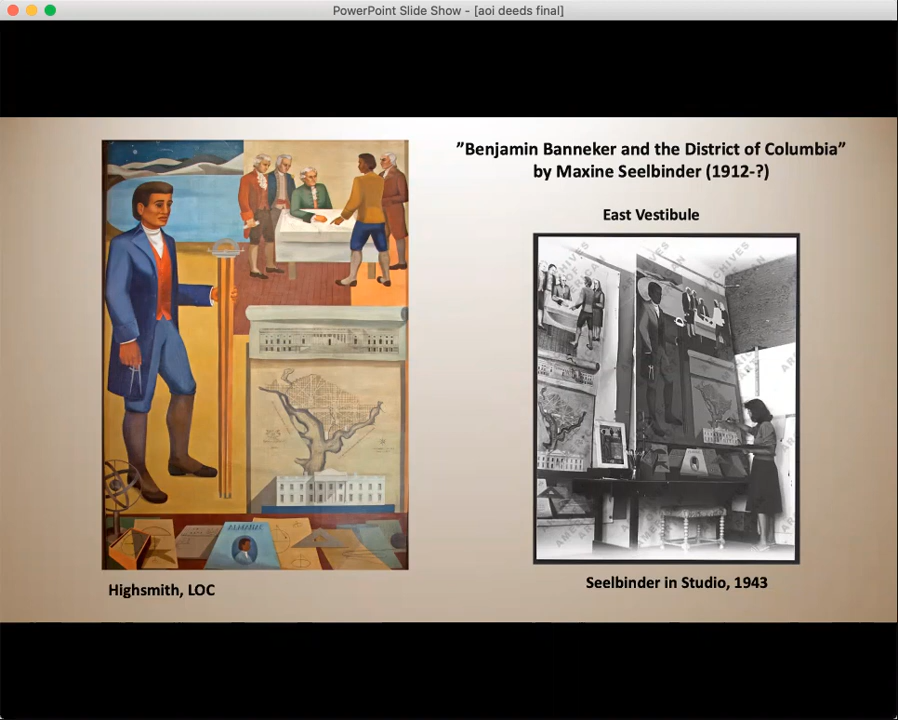 PowerPoint Slide Show - [aoi deeds final]
”Benjamin Banneker and the District of Columbia”
by Maxine Seelbinder (1912-?)
East Vestibule
ALMANAC
Highsmith, LOC
Seelbinder in Studio, 1943